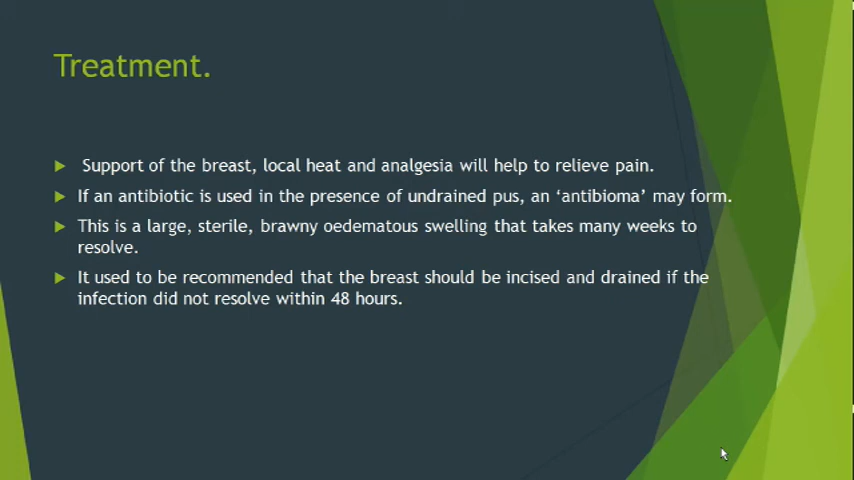 Treatment.
Support of the breast, local heat and analgesia will help to relieve pain.
If an antibiotic is used in the presence of undrained pus, an ‘antibioma’ may form.
This is a large, sterile, brawny oedematous swelling that takes many weeks to
resolve.
It used to be recommended that the breast should be incised and drained if the
infection did not resolve within 48 hours.